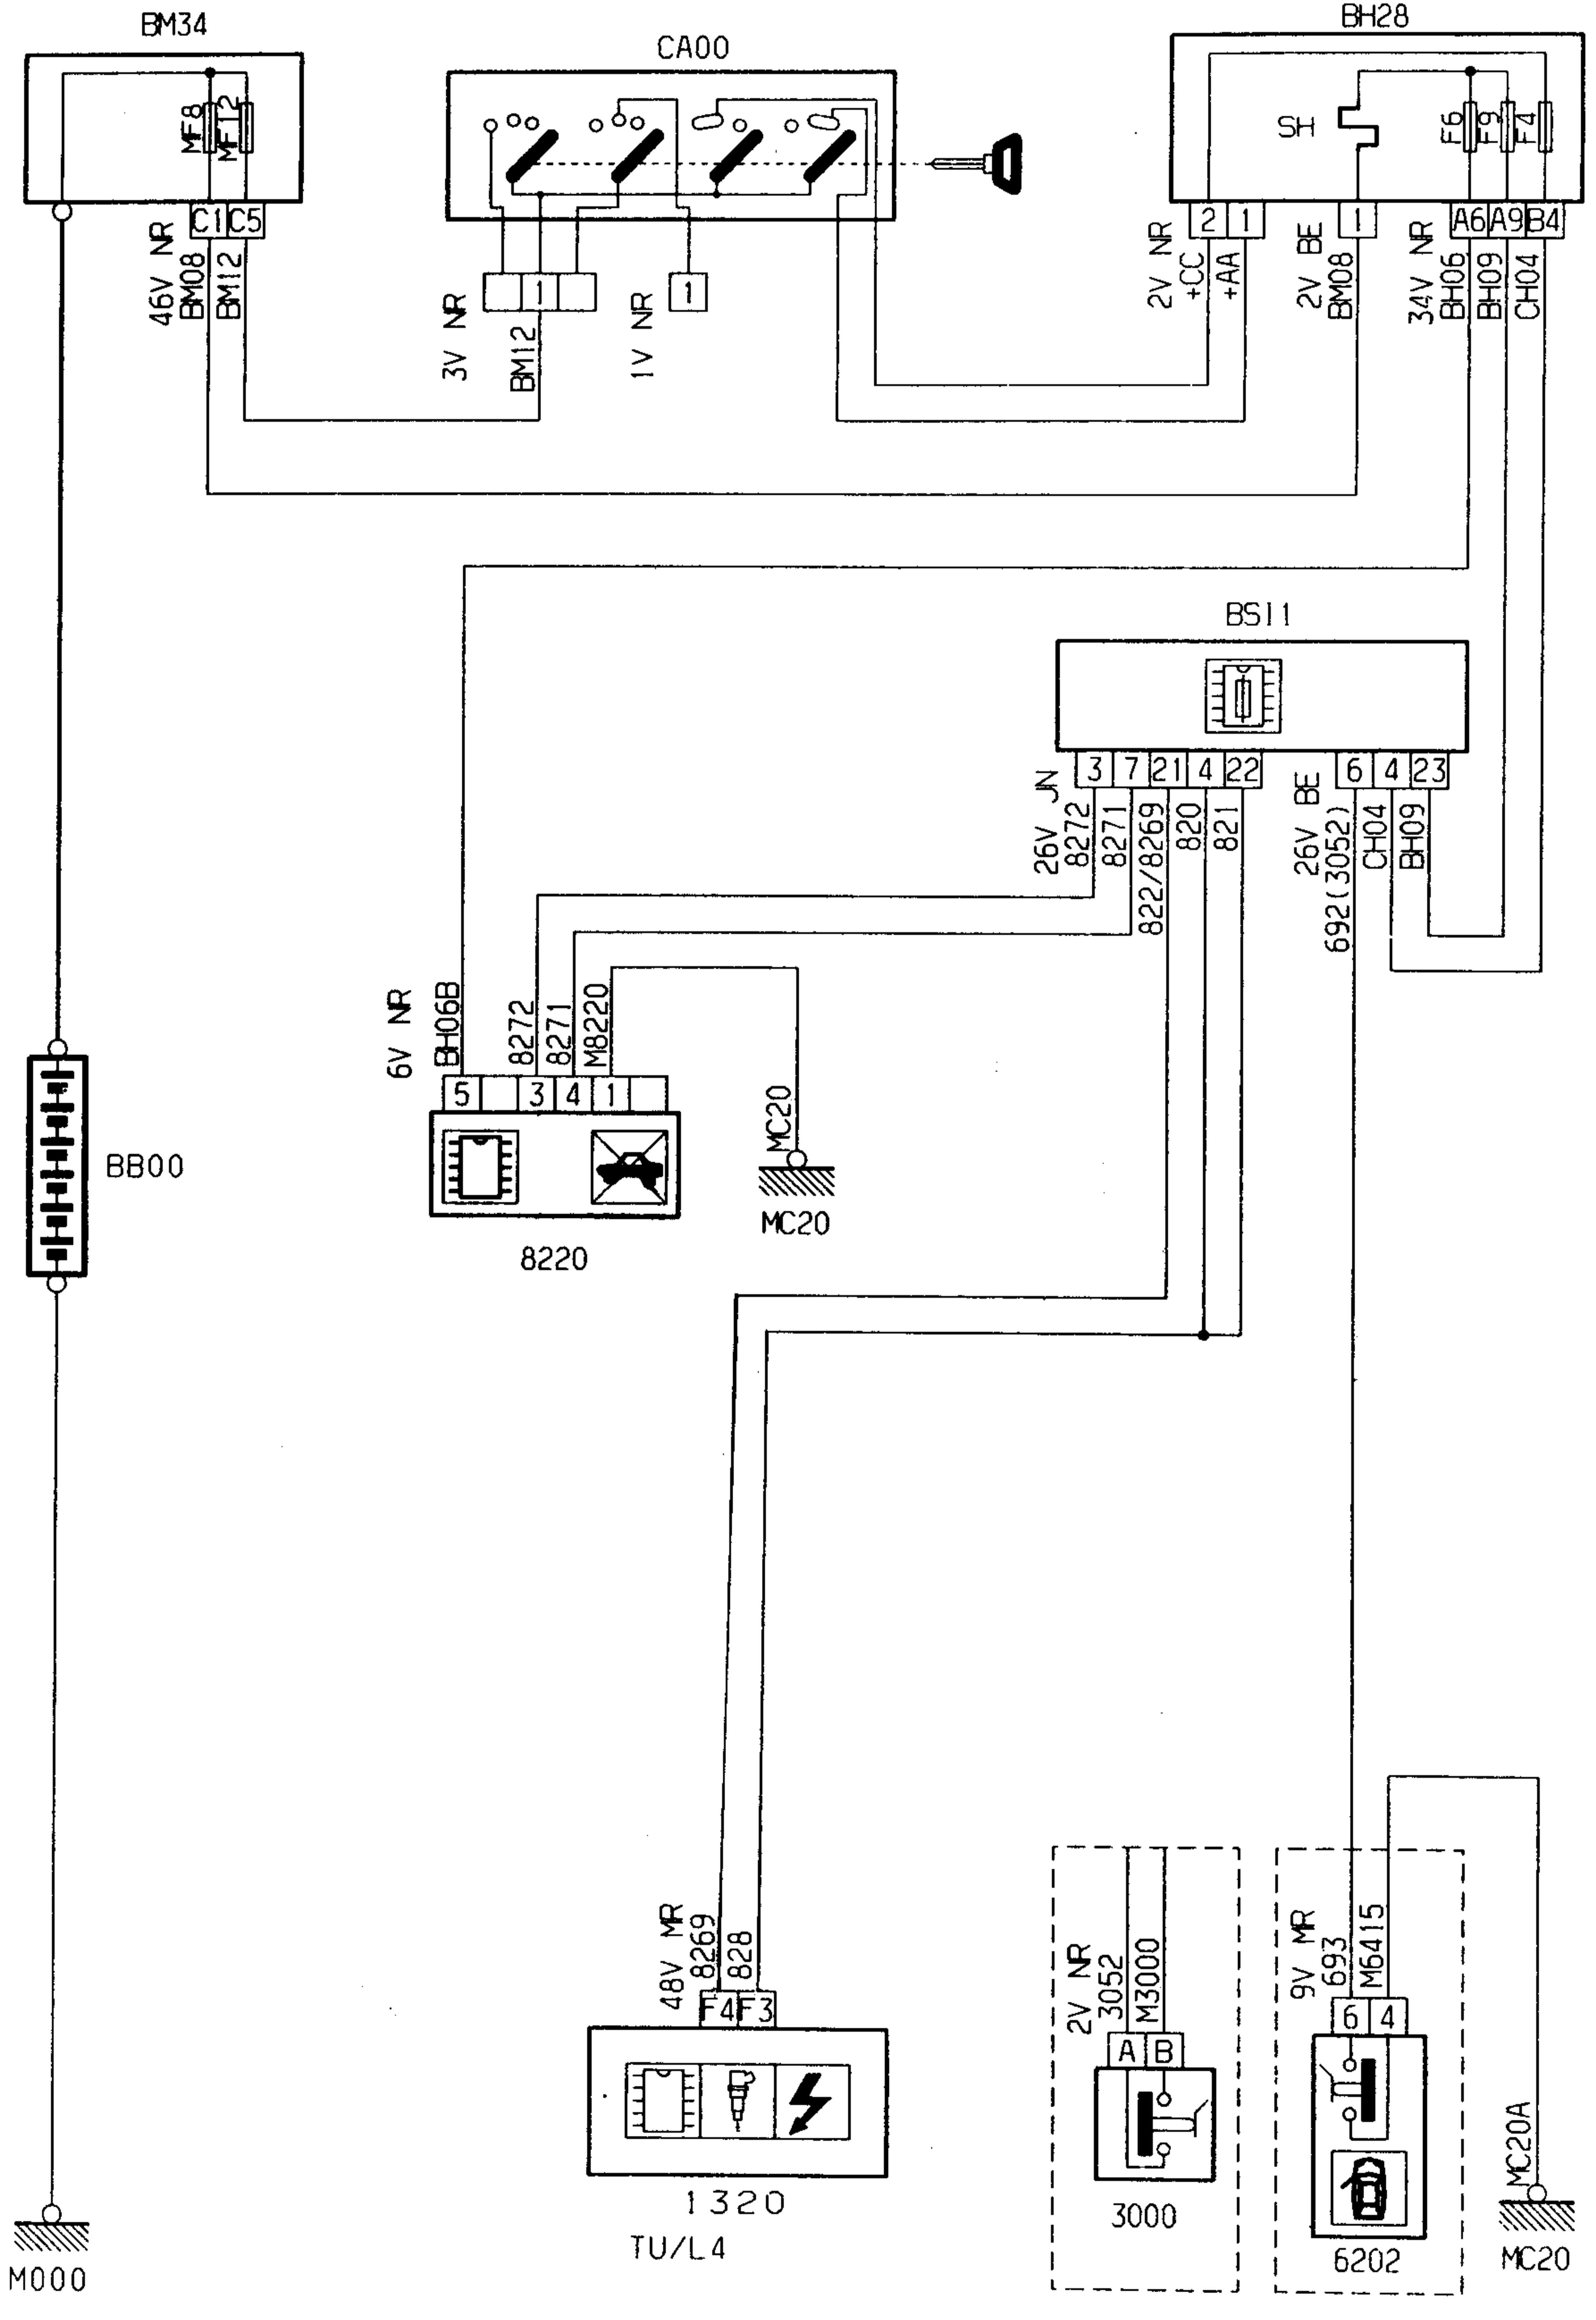 BM34
CA00
BH28
MF8
MF12
SH
F6
F9
F4
C1 C5
2 1
1
A6 A9 B4
46V NR
BM08
BM12
3V NR
1
BM12
1V NR
1
2V NR
+CC
+AA
2V BE
BM08
34V NR
BH06
BH09
CH04
BSI1
3 7 21 4 22
6 4 23
26V JN
8272
8271
822/8269
820
821
26V BE
692(3052)
CH04
BH09
6V NR
BH06B
8272
8271
M8220
5 3 4 1
MC20
MC20
8220
BB00
48V MR
8269
828
F4 F3
1320
TU/L4
2V NR
3052
M3000
A B
3000
9V MR
693
M6415
6 4
6202
MC20A
MC20
M000